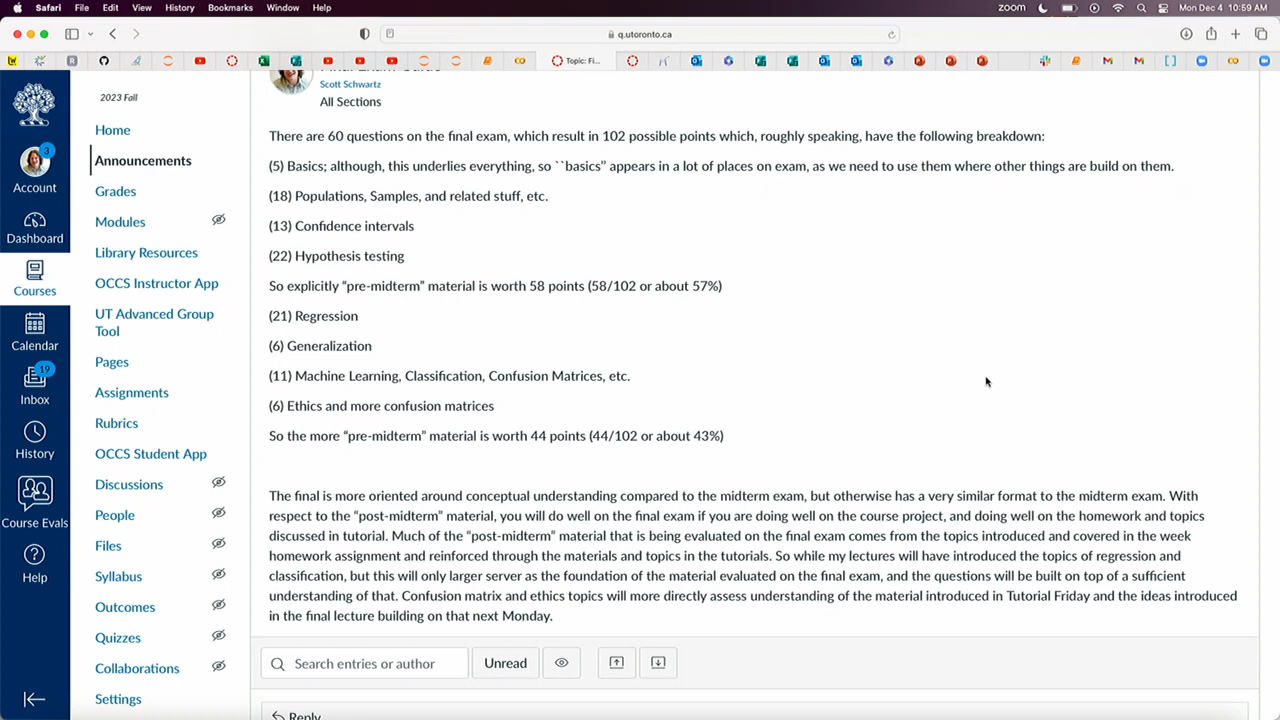 Safari File Edit View History Bookmarks Window Help zoom Mon Dec 4 10:59 AM
q.utoronto.ca
Topic: Fi...
2023 Fall
Home
Announcements
Grades
Modules
Library Resources
OCCS Instructor App
UT Advanced Group
Tool
Pages
Assignments
Rubrics
OCCS Student App
Discussions
People
Files
Syllabus
Outcomes
Quizzes
Collaborations
Settings
3
Account
Dashboard
Courses
Calendar
19
Inbox
History
Course Evals
Help
Scott Schwartz
All Sections
There are 60 questions on the final exam, which result in 102 possible points which, roughly speaking, have the following breakdown:
(5) Basics; although, this underlies everything, so ``basics'' appears in a lot of places on exam, as we need to use them where other things are build on them.
(18) Populations, Samples, and related stuff, etc.
(13) Confidence intervals
(22) Hypothesis testing
So explicitly “pre-midterm” material is worth 58 points (58/102 or about 57%)
(21) Regression
(6) Generalization
(11) Machine Learning, Classification, Confusion Matrices, etc.
(6) Ethics and more confusion matrices
So the more “pre-midterm” material is worth 44 points (44/102 or about 43%)
The final is more oriented around conceptual understanding compared to the midterm exam, but otherwise has a very similar format to the midterm exam. With
respect to the “post-midterm” material, you will do well on the final exam if you are doing well on the course project, and doing well on the homework and topics
discussed in tutorial. Much of the “post-midterm” material that is being evaluated on the final exam comes from the topics introduced and covered in the week
homework assignment and reinforced through the materials and topics in the tutorials. So while my lectures will have introduced the topics of regression and
classification, but this will only larger server as the foundation of the material evaluated on the final exam, and the questions will be built on top of a sufficient
understanding of that. Confusion matrix and ethics topics will more directly assess understanding of the material introduced in Tutorial Friday and the ideas introduced
in the final lecture building on that next Monday.
Search entries or author Unread
Reply